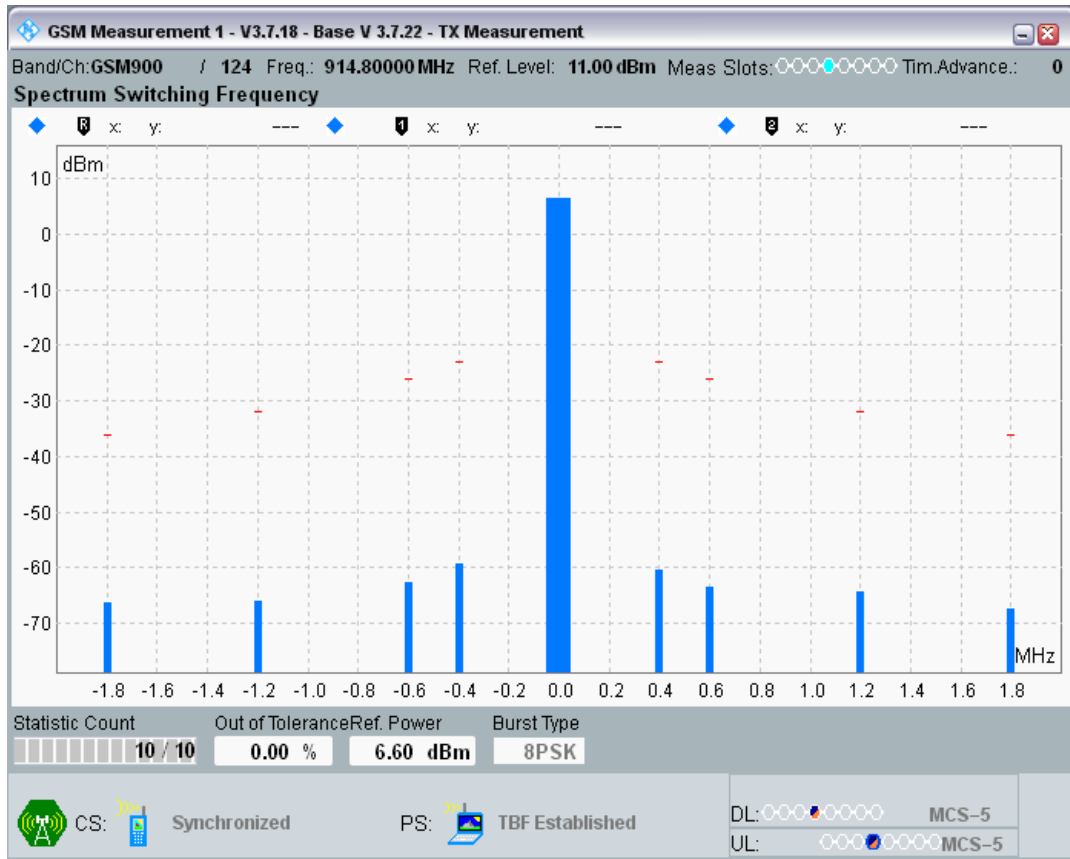 GSM Measurement 1 - V3.7.18 - Base V 3.7.22 - TX Measurement
Band/Ch:GSM900 / 124 Freq.: 914.80000 MHz Ref. Level: 11.00 dBm Meas Slots: Tim.Advance.: 0
Spectrum Switching Frequency
R x: y: --- 1 x: y: --- 2 x: y: ---
dBm
10
0
-10
-20
-30
-40
-50
-60
-70
MHz
-1.8 -1.6 -1.4 -1.2 -1.0 -0.8 -0.6 -0.4 -0.2 0.0 0.2 0.4 0.6 0.8 1.0 1.2 1.4 1.6 1.8
Statistic Count Out of Tolerance Ref. Power Burst Type
10 / 10 0.00 % 6.60 dBm 8PSK
CS: Synchronized PS: TBF Established
DL: MCS-5
UL: MCS-5